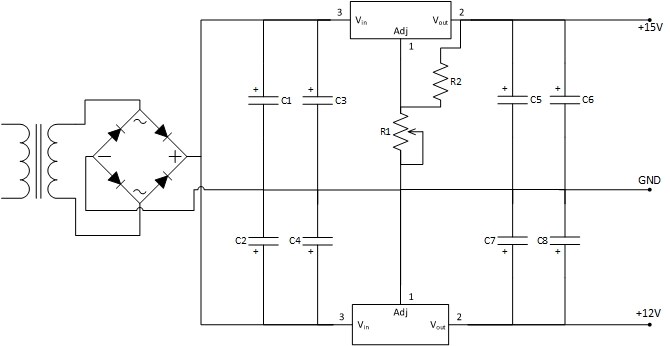 3 Vin Vout 2
+15V
Adj
1
R2
+ C1 + C3 + C5 + C6
R1
GND
C2 + C4 + C7 + C8 +
1
+12V
Adj
3 Vin Vout 2